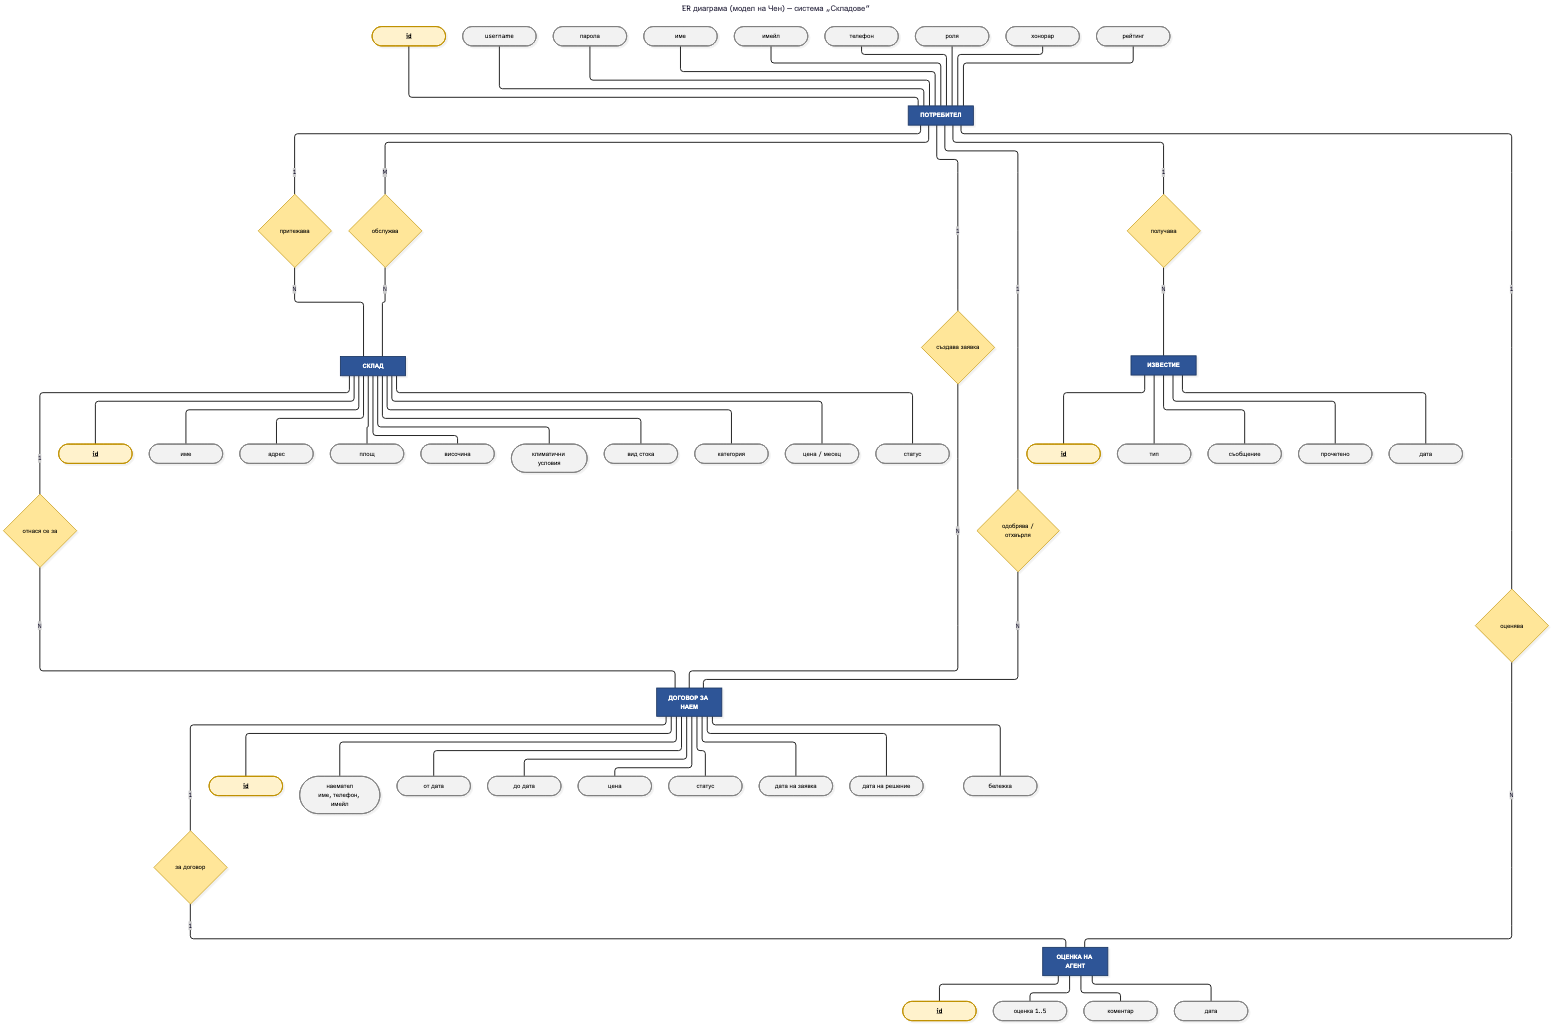 ER диаграма (модел на Чен) — система „Складове“
id
username
парола
име
имейл
телефон
роля
хонорар
рейтинг
ПОТРЕБИТЕЛ
1
M
1
притежава
обслужва
1
получава
N
N
1
N
1
създава заявка
СКЛАД
ИЗВЕСТИЕ
1
id
име
адрес
площ
височина
климатични
условия
вид стока
категория
цена / месец
статус
id
тип
съобщение
прочетено
дата
отнася се за
N
одобрява /
отхвърля
N
N
оценява
ДОГОВОР ЗА
НАЕМ
1
id
наемател
име, телефон,
имейл
от дата
до дата
цена
статус
дата на заявка
дата на решение
бележка
N
за договор
1
ОЦЕНКА НА
АГЕНТ
id
оценка 1..5
коментар
дата